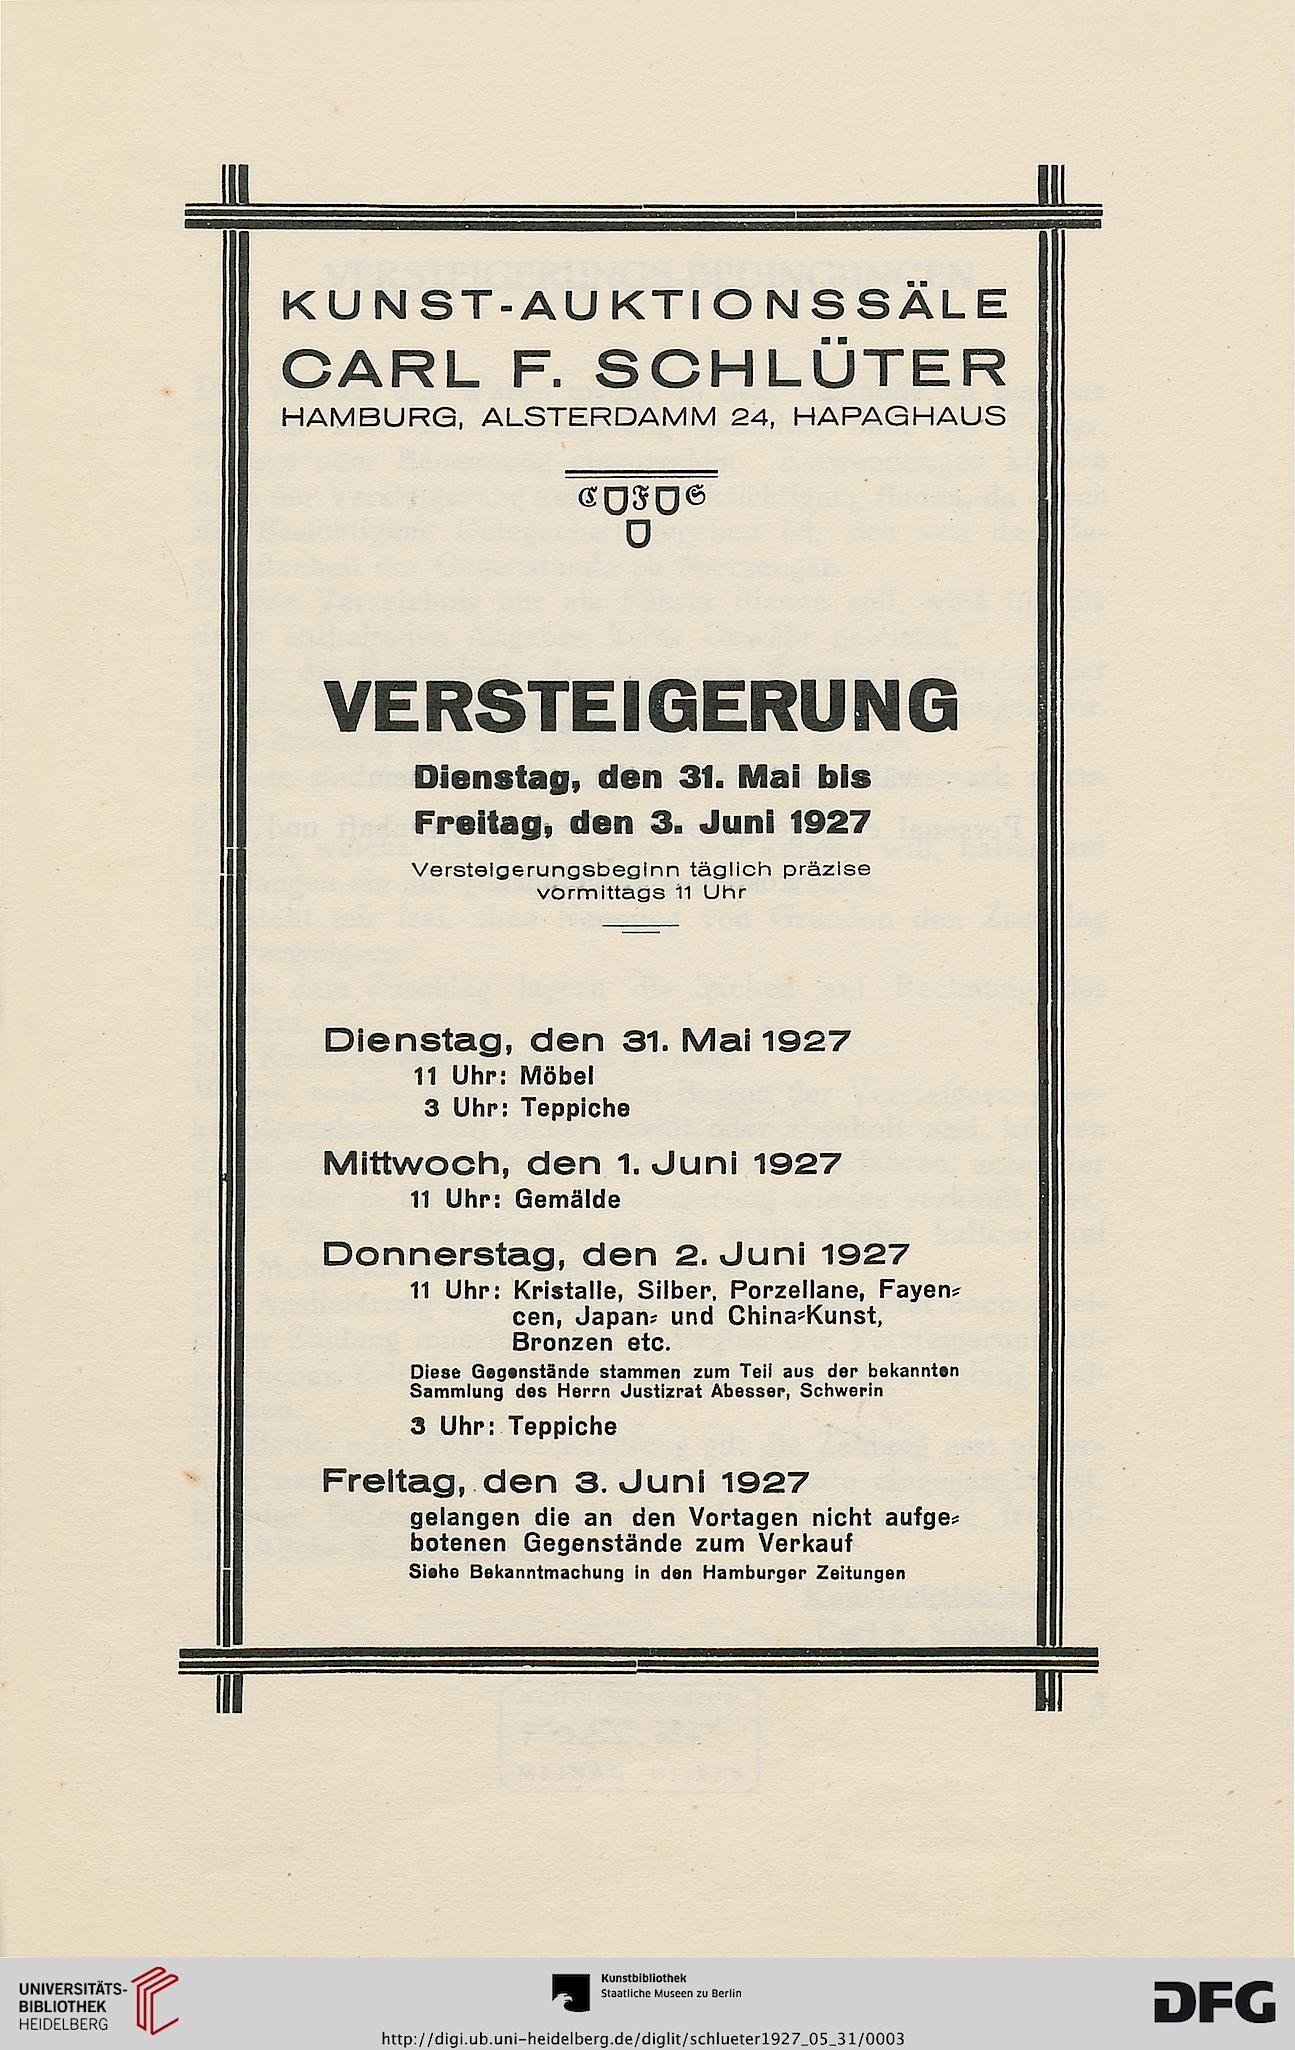 KUNST-AUKTIONSSÄLE
CARL F. SCHLÜTER
HAMBURG, ALSTERDAMM 24, HAPAGHAUS
C F S
VERSTEIGERUNG
Dienstag, den 31. Mai bis
Freitag, den 3. Juni 1927
Versteigerungsbeginn täglich präzise
vormittags 11 Uhr
Dienstag, den 31. Mai 1927
11 Uhr: Möbel
3 Uhr: Teppiche
Mittwoch, den 1. Juni 1927
11 Uhr: Gemälde
Donnerstag, den 2. Juni 1927
11 Uhr: Kristalle, Silber, Porzellane, Fayen-
cen, Japan- und China-Kunst,
Bronzen etc.
Diese Gegenstände stammen zum Teil aus der bekannten
Sammlung des Herrn Justizrat Abesser, Schwerin
3 Uhr: Teppiche
Freitag, den 3. Juni 1927
gelangen die an den Vortagen nicht aufge-
botenen Gegenstände zum Verkauf
Siehe Bekanntmachung in den Hamburger Zeitungen
UNIVERSITÄTS-
BIBLIOTHEK
HEIDELBERG
Kunstbibliothek
Staatliche Museen zu Berlin
DFG
http://digi.ub.uni-heidelberg.de/diglit/schlueter1927_05_31/0003